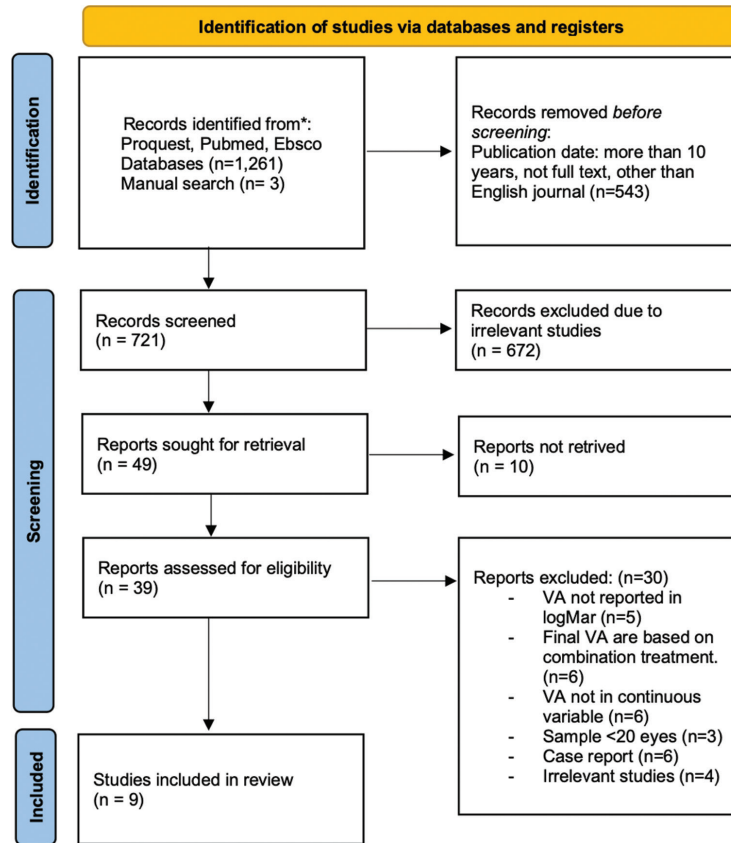 Identification of studies via databases and registers
Identification
Records identified from*:
Proquest, Pubmed, Ebsco
Databases (n=1,261)
Manual search (n= 3)
Records removed before
screening:
Publication date: more than 10
years, not full text, other than
English journal (n=543)
Screening
Records screened
(n = 721)
Records excluded due to
irrelevant studies
(n = 672)
Reports sought for retrieval
(n = 49)
Reports not retrived
(n = 10)
Reports assessed for eligibility
(n = 39)
Reports excluded: (n=30)
- VA not reported in
logMar (n=5)
- Final VA are based on
combination treatment.
(n=6)
- VA not in continuous
variable (n=6)
- Sample <20 eyes (n=3)
- Case report (n=6)
- Irrelevant studies (n=4)
Included
Studies included in review
(n = 9)